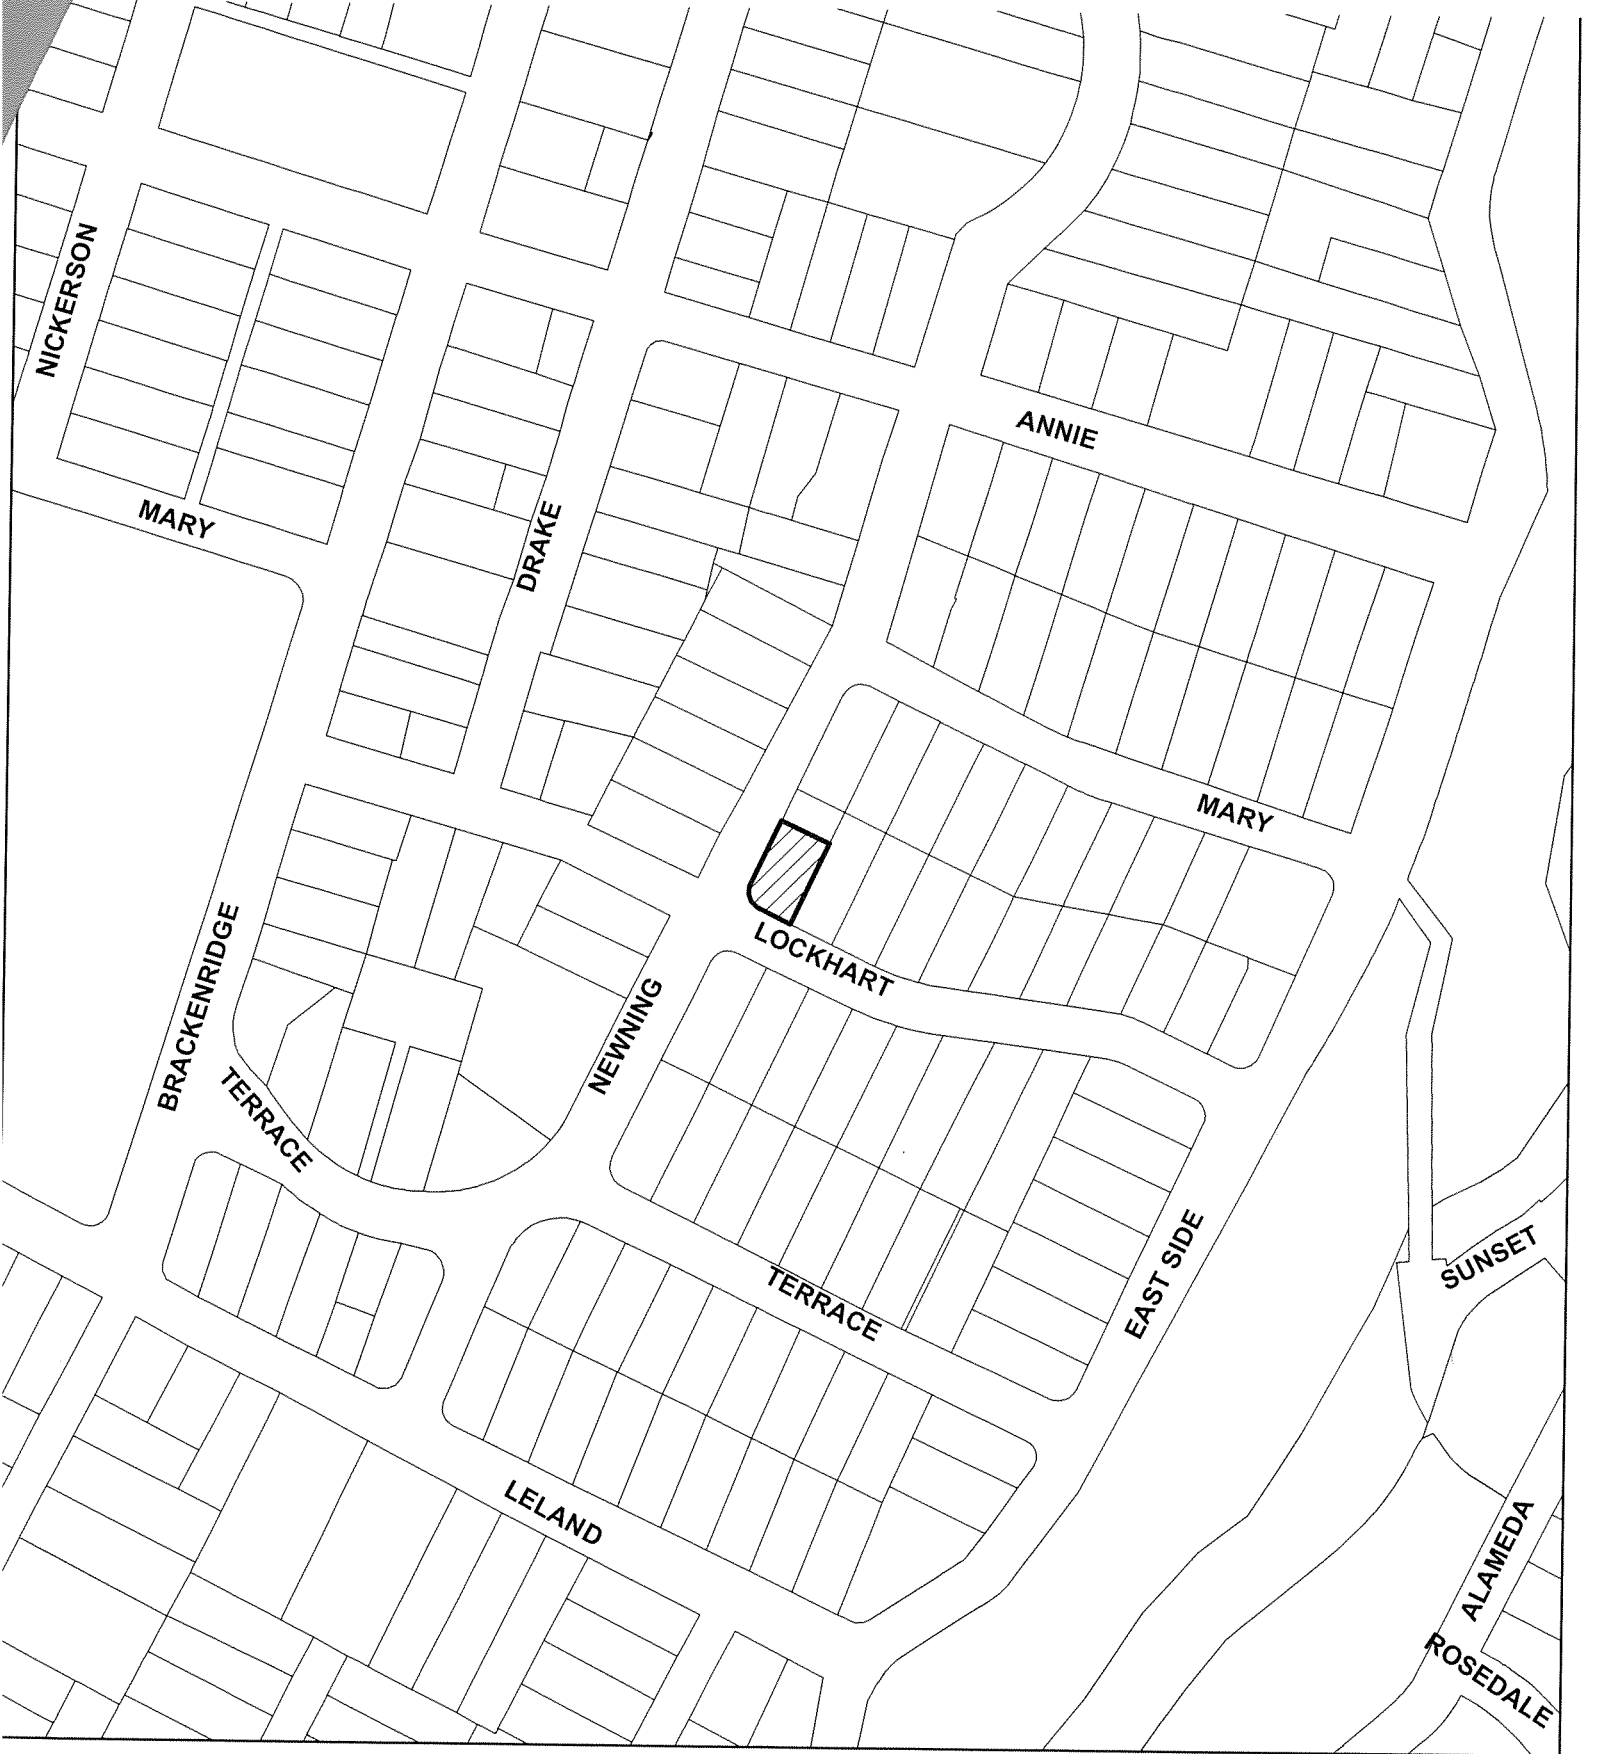 NICKERSON
ANNIE
MARY
DRAKE
MARY
LOCKHART
BRACKENRIDGE
NEWNING
TERRACE
EAST SIDE
SUNSET
TERRACE
LELAND
ALAMEDA
ROSEDALE